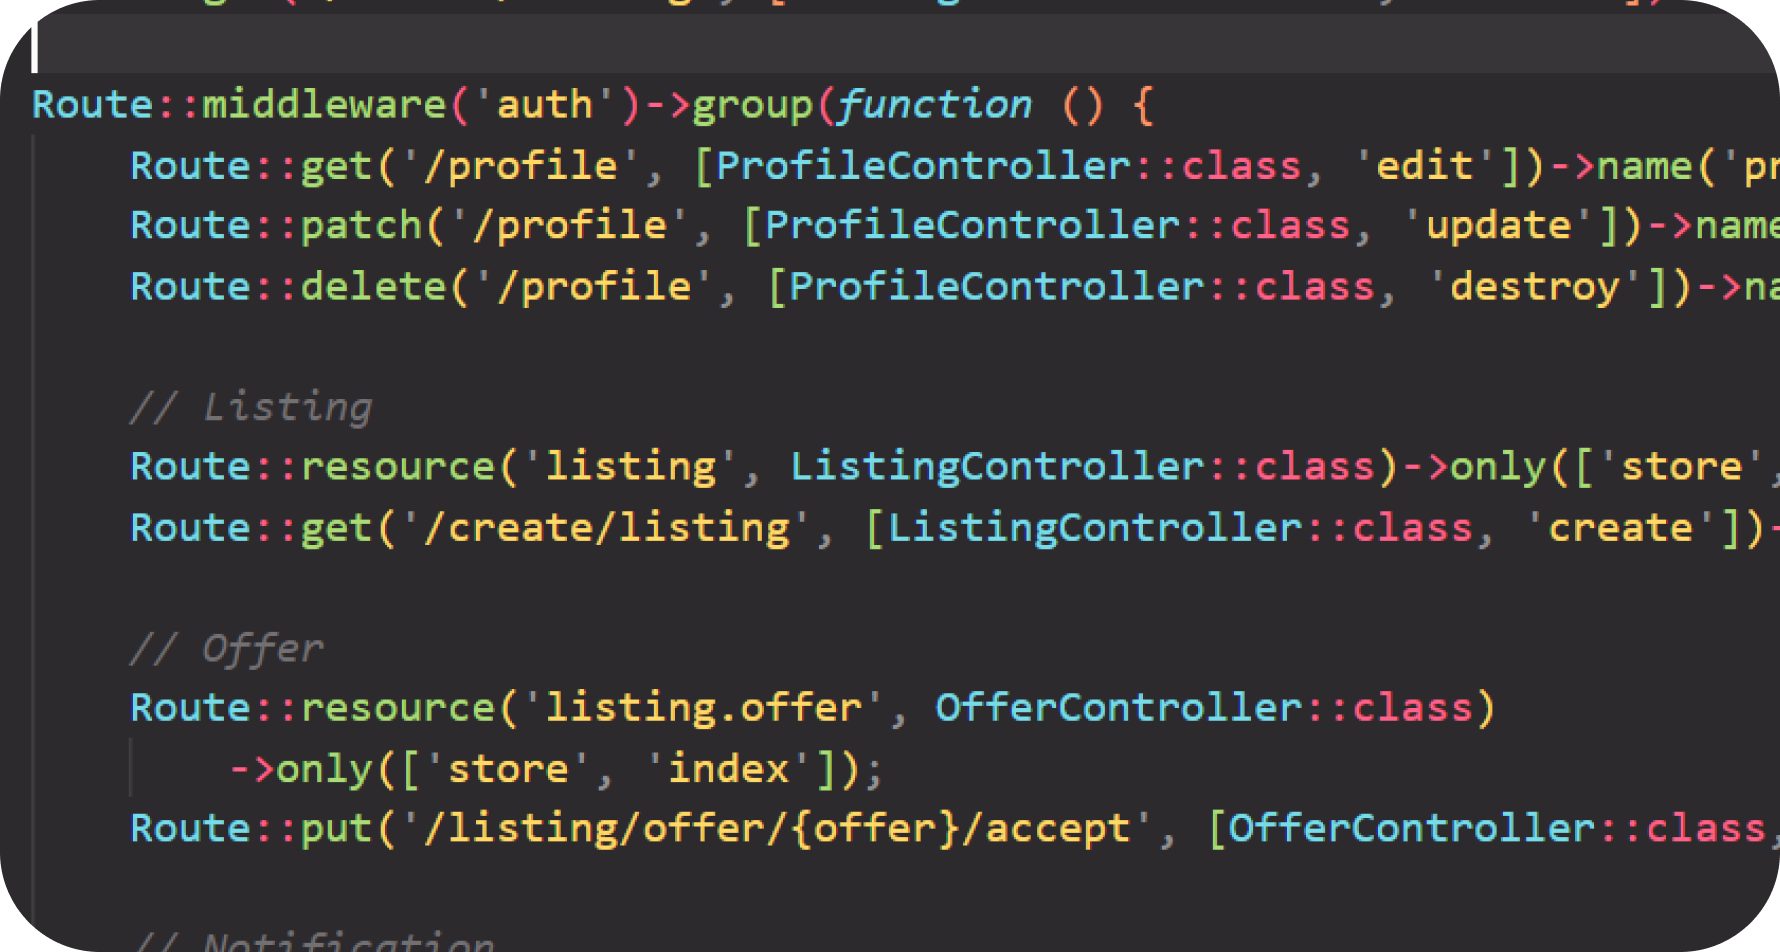 Route::middleware('auth')->group(function () {
Route::get('/profile', [ProfileController::class, 'edit'])->name('pr
Route::patch('/profile', [ProfileController::class, 'update'])->name
Route::delete('/profile', [ProfileController::class, 'destroy'])->na
// Listing
Route::resource('listing', ListingController::class)->only(['store',
Route::get('/create/listing', [ListingController::class, 'create'])-
// Offer
Route::resource('listing.offer', OfferController::class)
->only(['store', 'index']);
Route::put('/listing/offer/{offer}/accept', [OfferController::class,
// Notification